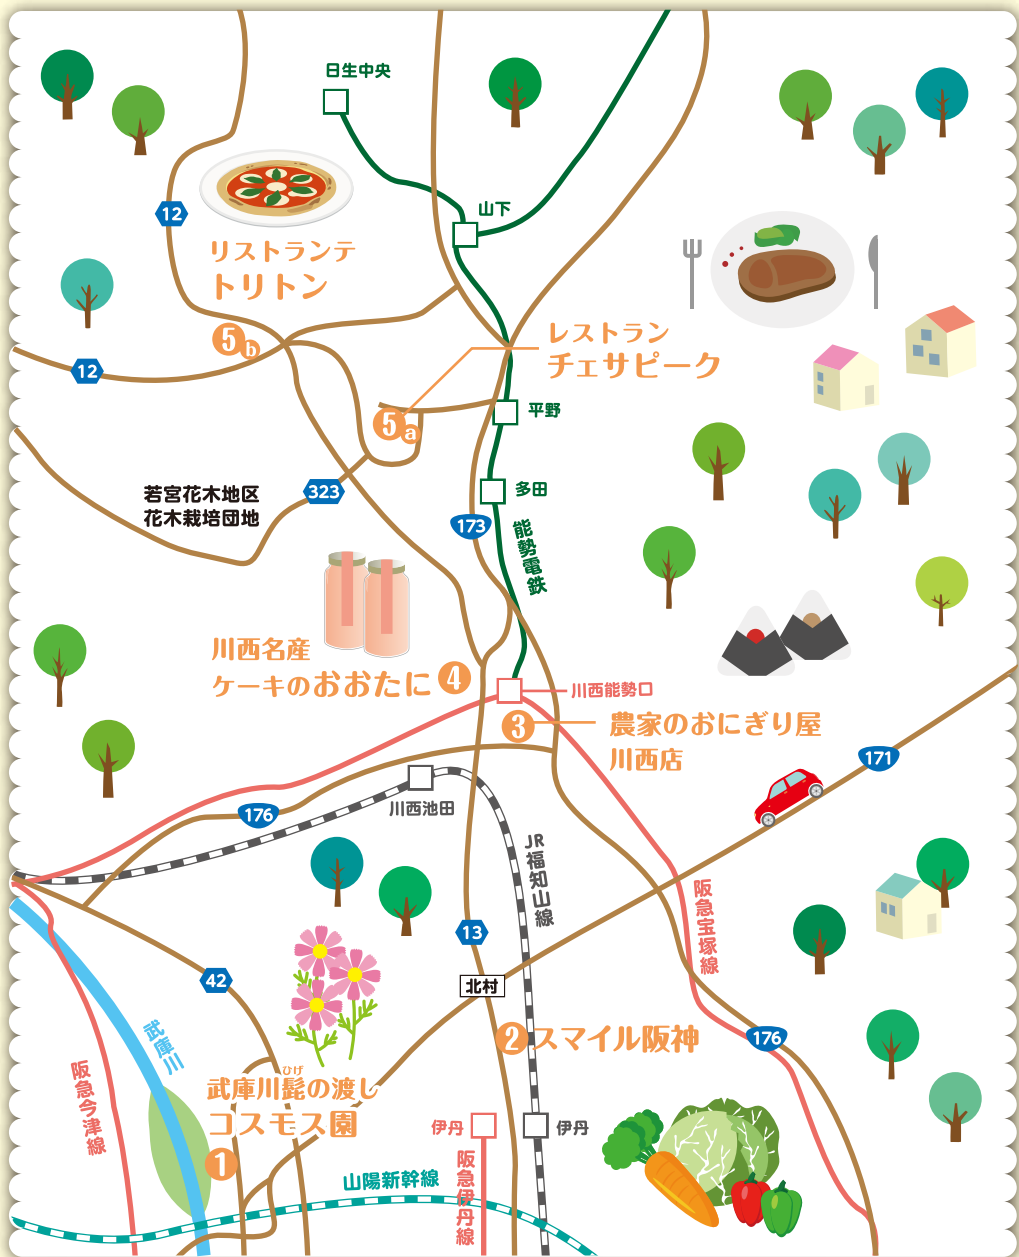 日生中央
山下
12
リストランテ
トリトン
5b
レストラン
チェサピーク
12
平野
5a
多田
323
若宮花木地区
花木栽培団地
173
能勢電鉄
川西名産
ケーキのおおたに
4
川西能勢口
3
農家のおにぎり屋
川西店
171
川西池田
176
JR福知山線
阪急宝塚線
13
42
北村
2
スマイル阪神
176
武庫川
阪急今津線
ひげ
武庫川髭の渡し
コスモス園
1
伊丹
伊丹
阪急伊丹線
山陽新幹線